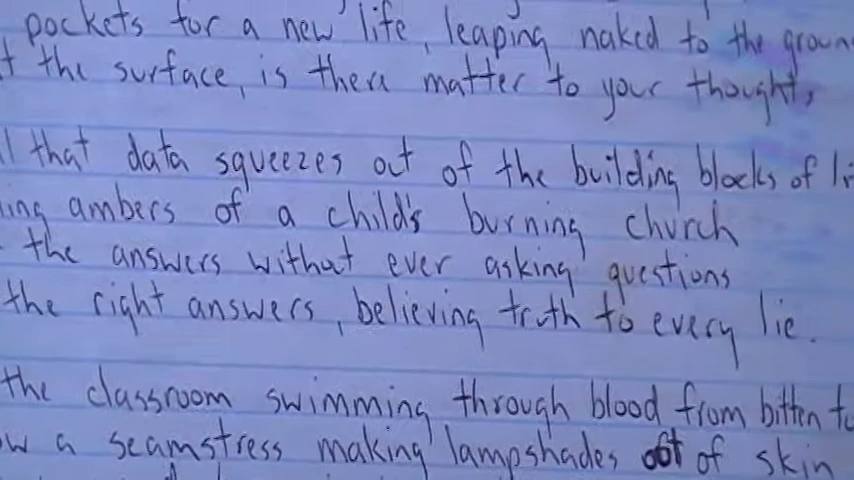 pockets for a new life, leaping naked to the
the surface, is there matter to your thoughts
that data squeezes out of the building blocks of
ambers of a child's burning church
the answers without ever asking questions
the right answers, believing truth to every lie.
the classroom swimming through blood from bitten
a seamstress making lampshades out of skin